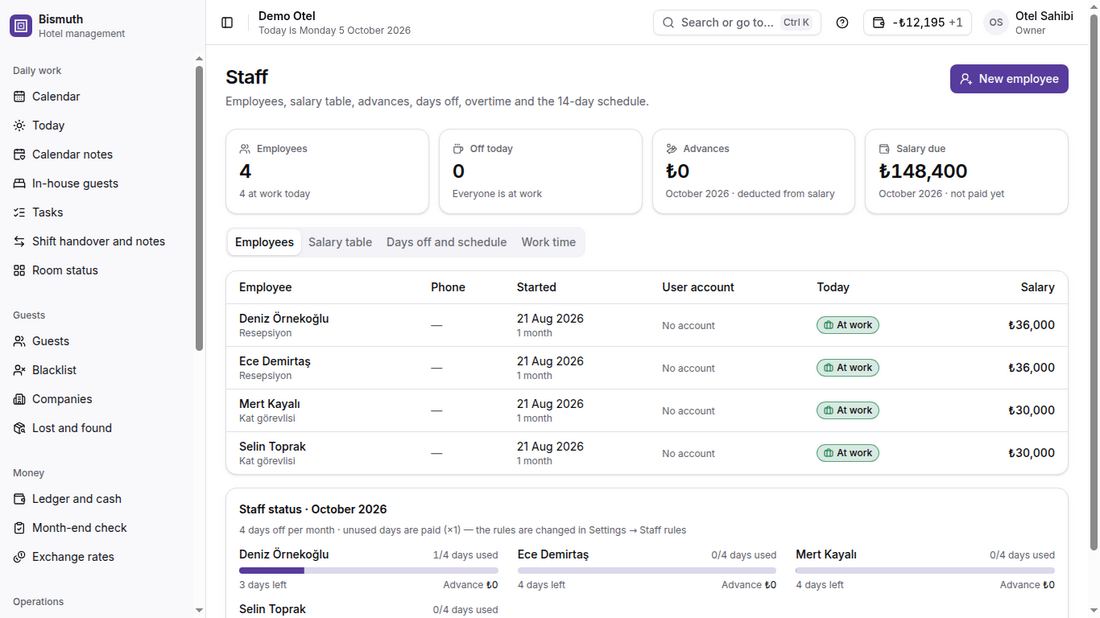 Bismuth
Hotel management
Daily work
Calendar
Today
Calendar notes
In-house guests
Tasks
Shift handover and notes
Room status
Guests
Guests
Blacklist
Companies
Lost and found
Money
Ledger and cash
Month-end check
Exchange rates
Operations
Demo Otel
Today is Monday 5 October 2026
Search or go to... Ctrl K
-₺12,195 +1
OS
Otel Sahibi
Owner
Staff
Employees, salary table, advances, days off, overtime and the 14-day schedule.
New employee
Employees
4
4 at work today
Off today
0
Everyone is at work
Advances
₺0
October 2026 · deducted from salary
Salary due
₺148,400
October 2026 · not paid yet
Employees Salary table Days off and schedule Work time
Employee Phone Started User account Today Salary
Deniz Örnekoğlu — 21 Aug 2026 No account At work ₺36,000
Resepsiyon 1 month
Ece Demirtaş — 21 Aug 2026 No account At work ₺36,000
Resepsiyon 1 month
Mert Kayalı — 21 Aug 2026 No account At work ₺30,000
Kat görevlisi 1 month
Selin Toprak — 21 Aug 2026 No account At work ₺30,000
Kat görevlisi 1 month
Staff status · October 2026
4 days off per month · unused days are paid (×1) — the rules are changed in Settings → Staff rules
Deniz Örnekoğlu 1/4 days used
3 days left Advance ₺0
Ece Demirtaş 0/4 days used
4 days left Advance ₺0
Mert Kayalı 0/4 days used
4 days left Advance ₺0
Selin Toprak 0/4 days used